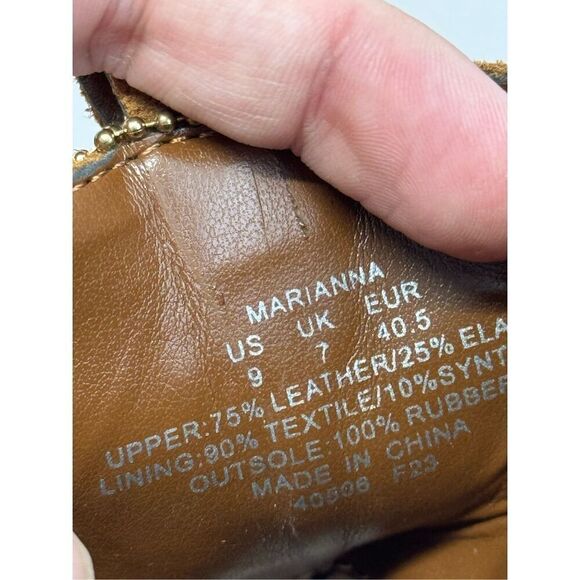 MARIANNA
US UK EUR
9 7 40.5
UPPER:75% LEATHER/25% ELA
LINING:90% TEXTILE/10%SYNT
OUTSOLE:100% RUBBER
MADE IN CHINA
40506 F23